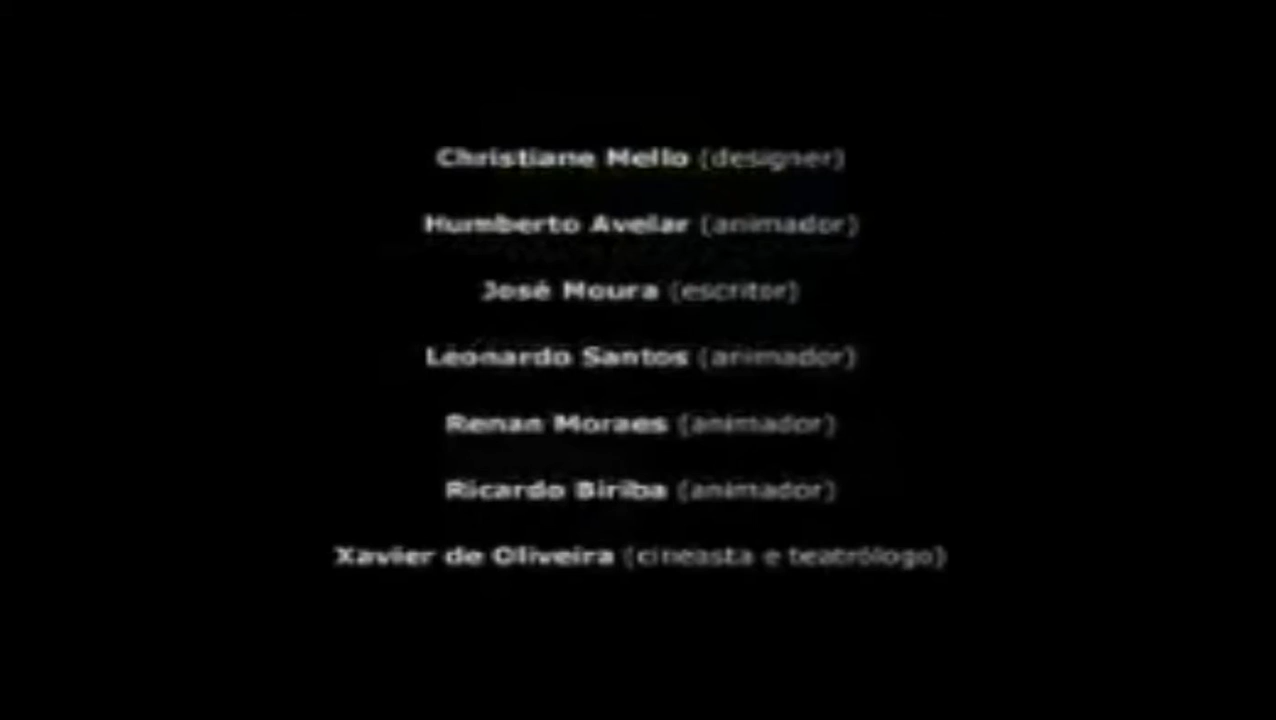 Christiane Mello (designer)
Humberto Avelar (animador)
José Moura (escritor)
Leonardo Santos (animador)
Renan Moraes (animador)
Ricardo Biriba (animador)
Xavier de Oliveira (cineasta e teatrólogo)